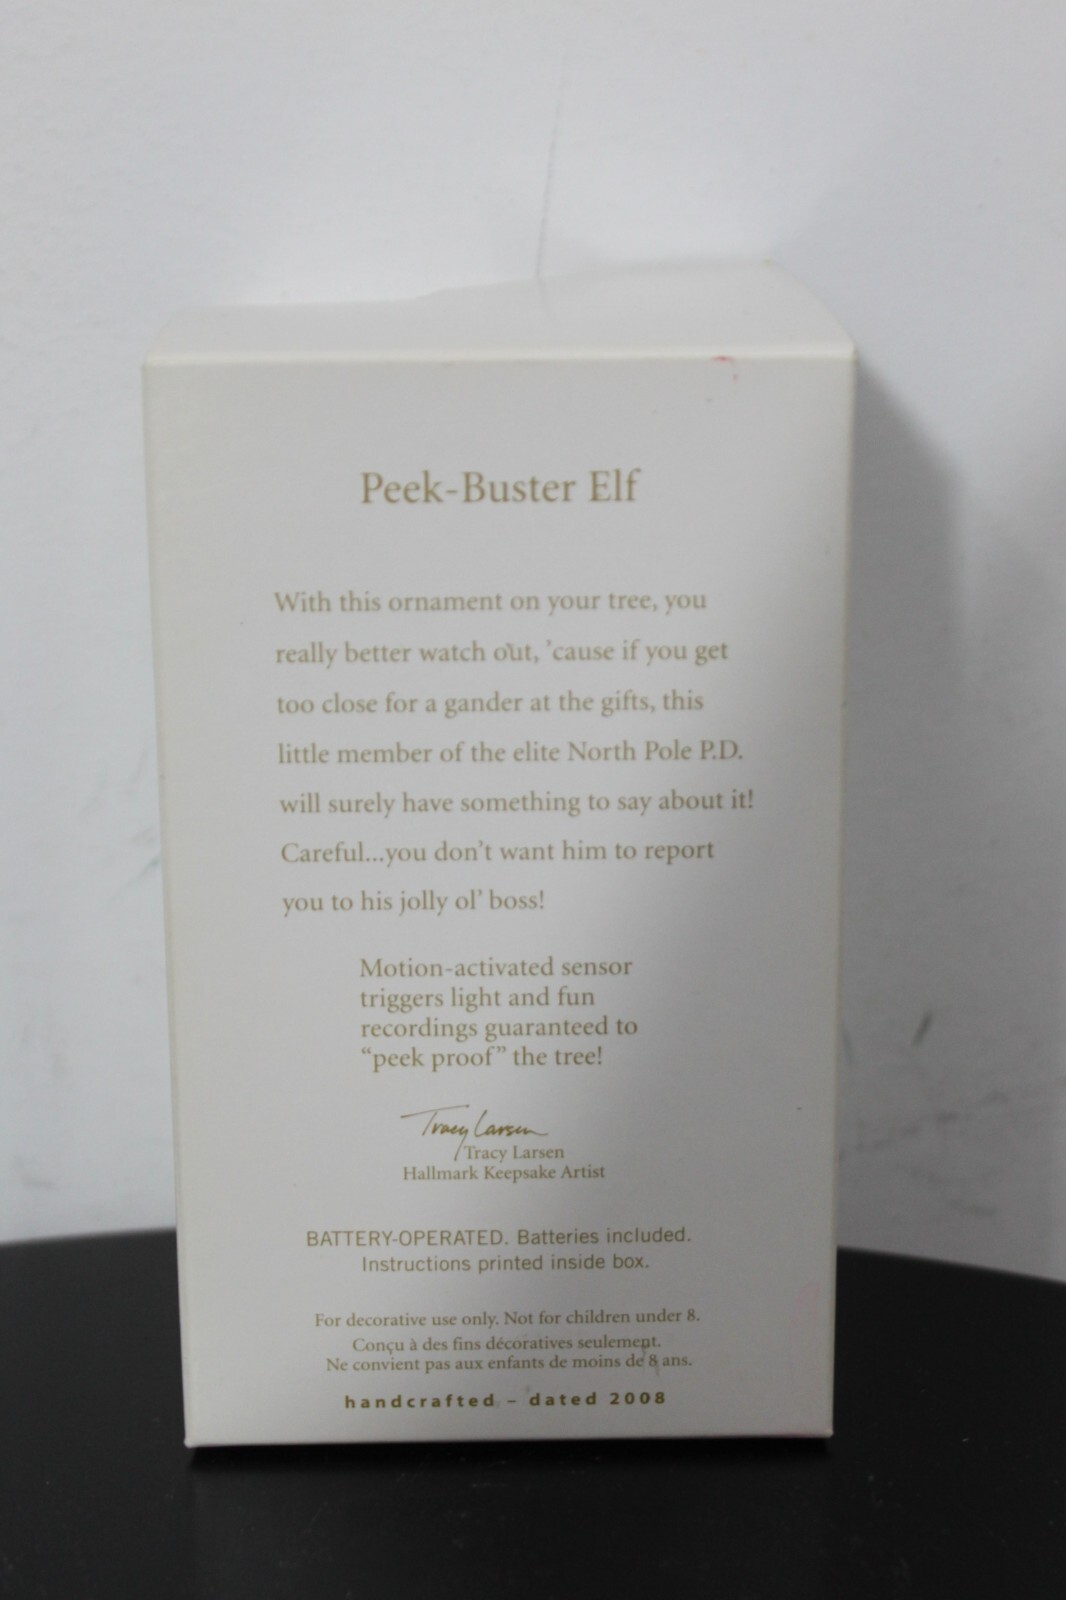 Peek-Buster Elf
With this ornament on your tree, you
really better watch out, 'cause if you get
too close for a gander at the gifts, this
little member of the elite North Pole P.D.
will surely have something to say about it!
Careful...you don't want him to report
you to his jolly ol' boss!
Motion-activated sensor
triggers light and fun
recordings guaranteed to
“peek proof” the tree!
Tracy Larsen
Tracy Larsen
Hallmark Keepsake Artist
BATTERY-OPERATED. Batteries included.
Instructions printed inside box.
For decorative use only. Not for children under 8.
Conçu à des fins décoratives seulement.
Ne convient pas aux enfants de moins de 8 ans.
handcrafted – dated 2008